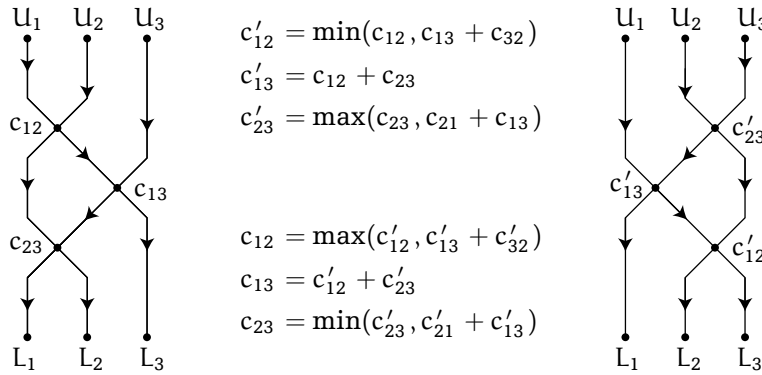 U₁ U₂ U₃
c₁₂
c₁₃
c₂₃
L₁ L₂ L₃
c′₁₂ = min(c₁₂, c₁₃ + c₃₂)
c′₁₃ = c₁₂ + c₂₃
c′₂₃ = max(c₂₃, c₂₁ + c₁₃)
c₁₂ = max(c′₁₂, c′₁₃ + c′₃₂)
c₁₃ = c′₁₂ + c′₂₃
c₂₃ = min(c′₂₃, c′₂₁ + c′₁₃)
U₁ U₂ U₃
c′₂₃
c′₁₃
c′₁₂
L₁ L₂ L₃